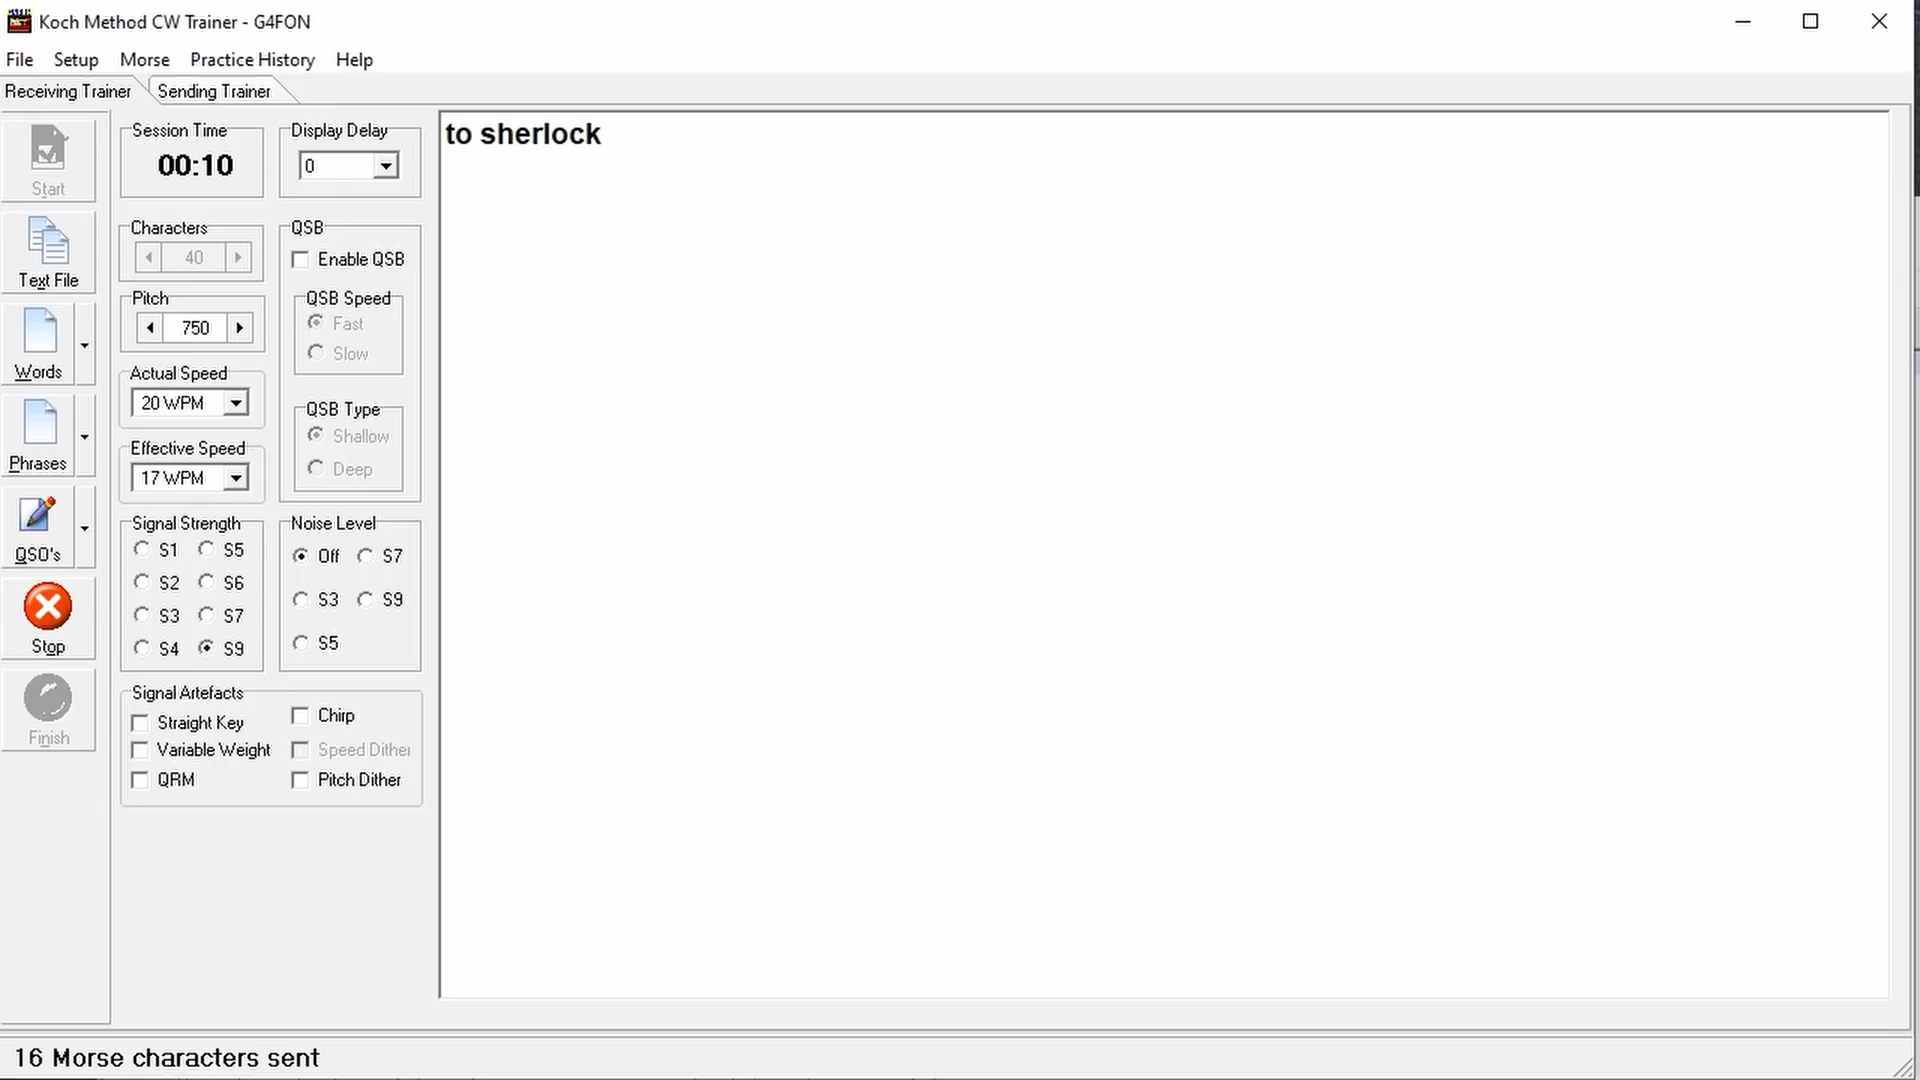 Koch Method CW Trainer - G4FON
File Setup Morse Practice History Help
Receiving Trainer Sending Trainer
Start
Text File
Words
Phrases
QSO's
Stop
Finish
Session Time
00:10
Display Delay
0
Characters
40
Pitch
750
Actual Speed
20 WPM
Effective Speed
17 WPM
QSB
Enable QSB
QSB Speed
Fast
Slow
QSB Type
Shallow
Deep
Signal Strength
S1 S5
S2 S6
S3 S7
S4 S9
Noise Level
Off S7
S3 S9
S5
Signal Artefacts
Straight Key Chirp
Variable Weight Speed Dither
QRM Pitch Dither
to sherlock
16 Morse characters sent